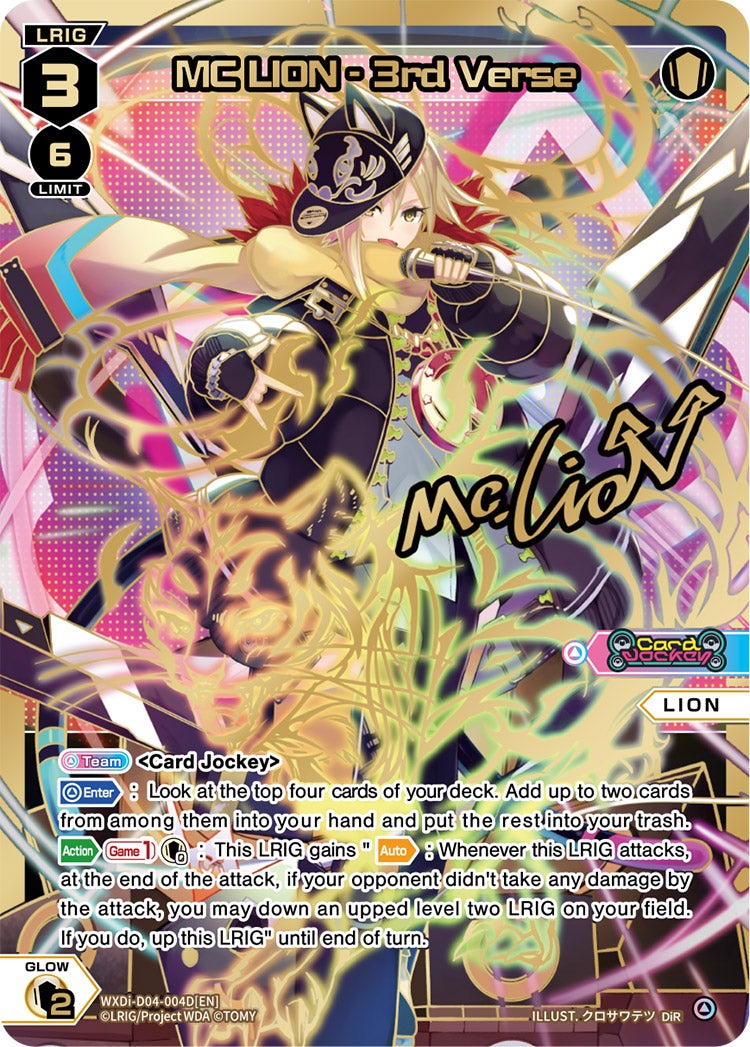 LRIG
3
MC LION - 3rd Verse
6
LIMIT
Mc. LioN
Card
Jockey
LION
Team <Card Jockey>
Enter : Look at the top four cards of your deck. Add up to two cards
from among them into your hand and put the rest into your trash.
Action Game 1 0 : This LRIG gains " Auto : Whenever this LRIG attacks,
at the end of the attack, if your opponent didn't take any damage by
the attack, you may down an upped level two LRIG on your field.
If you do, up this LRIG" until end of turn.
GLOW
2
WXDi-D04-004D[EN]
©LRIG/Project WDA ©TOMY
ILLUST. クロサワテツ DiR